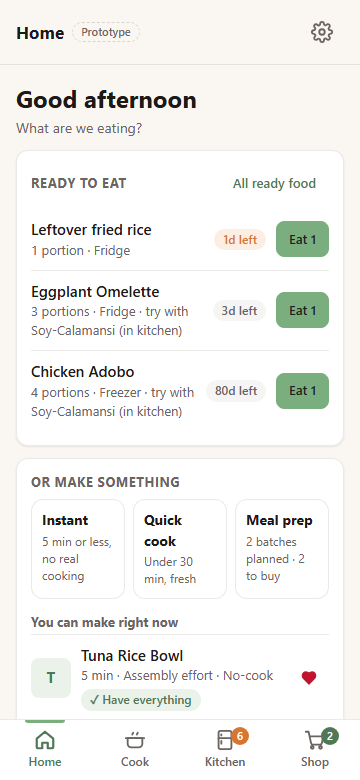 Home Prototype
Good afternoon
What are we eating?
READY TO EAT All ready food
Leftover fried rice
1 portion · Fridge
1d left Eat 1
Eggplant Omelette
3 portions · Fridge · try with
Soy-Calamansi (in kitchen)
3d left Eat 1
Chicken Adobo
4 portions · Freezer · try with
Soy-Calamansi (in kitchen)
80d left Eat 1
OR MAKE SOMETHING
Instant
5 min or less,
no real
cooking
Quick
cook
Under 30
min, fresh
Meal prep
2 batches
planned · 2
to buy
You can make right now
T
Tuna Rice Bowl
5 min · Assembly effort · No-cook
✓ Have everything
Home
Cook
6
Kitchen
2
Shop